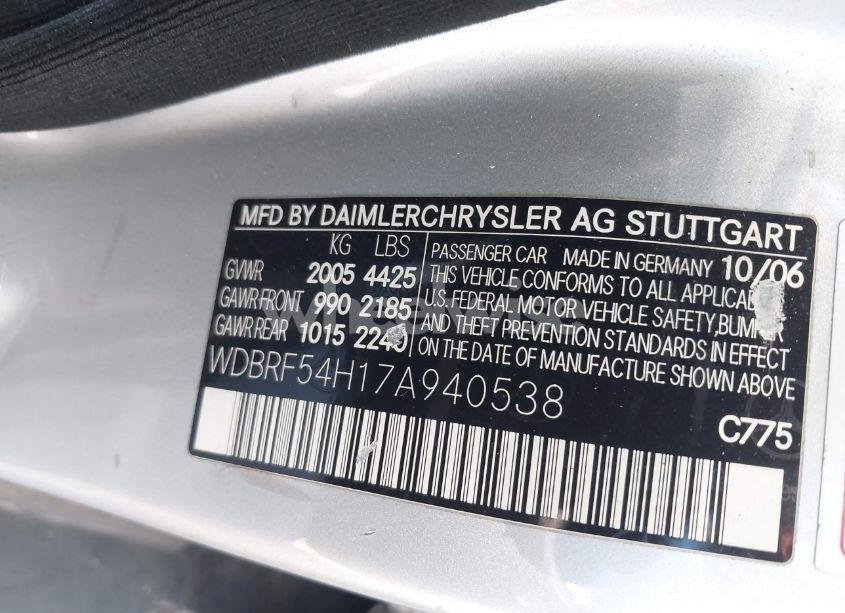 MFD BY DAIMLERCHRYSLER AG STUTTGART
KG LBS
GVWR 2005 4425
GAWR FRONT 990 2185
GAWR REAR 1015 2240
PASSENGER CAR MADE IN GERMANY 10/06
THIS VEHICLE CONFORMS TO ALL
U.S. FEDERAL MOTOR VEHICLE SAFETY,
AND THEFT PREVENTION STANDARDS IN EFFECT
ON THE DATE OF MANUFACTURE SHOWN ABOVE
WDBRF54H17A940538
C775